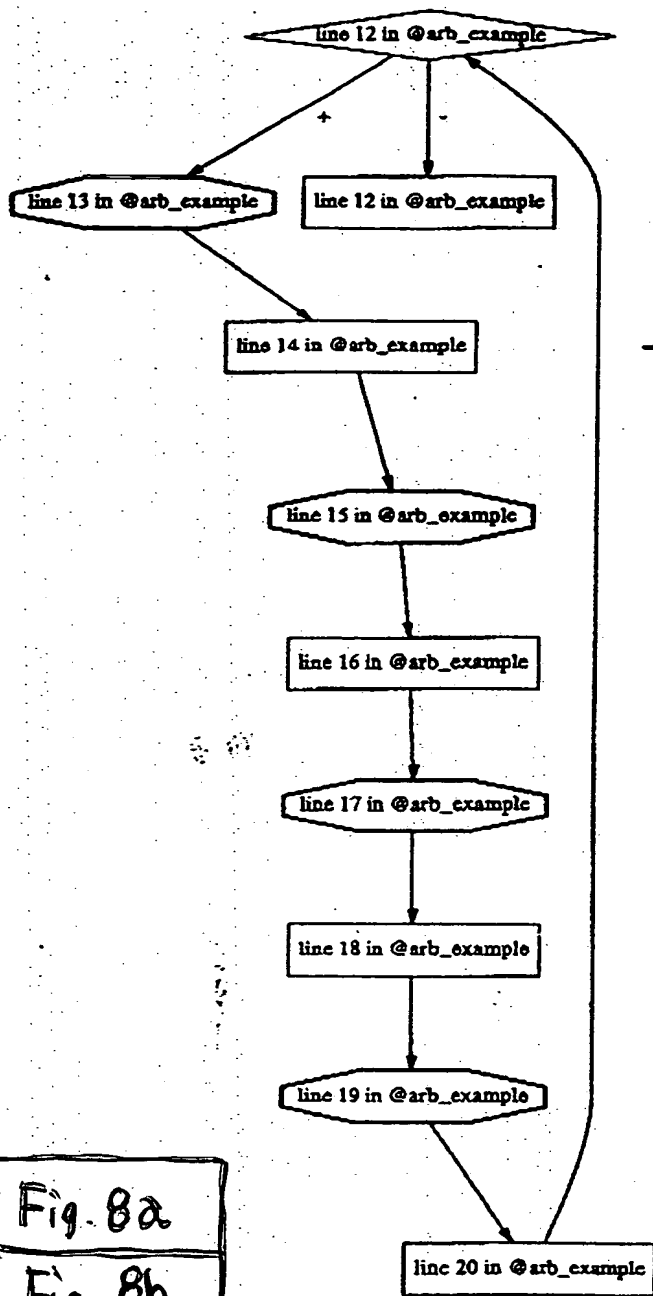 line 12 in @arb_example
+
-
line 13 in @arb_example
line 12 in @arb_example
line 14 in @arb_example
line 15 in @arb_example
line 16 in @arb_example
line 17 in @arb_example
line 18 in @arb_example
line 19 in @arb_example
Fig. 8a
line 20 in @arb_example
Fig. 8b